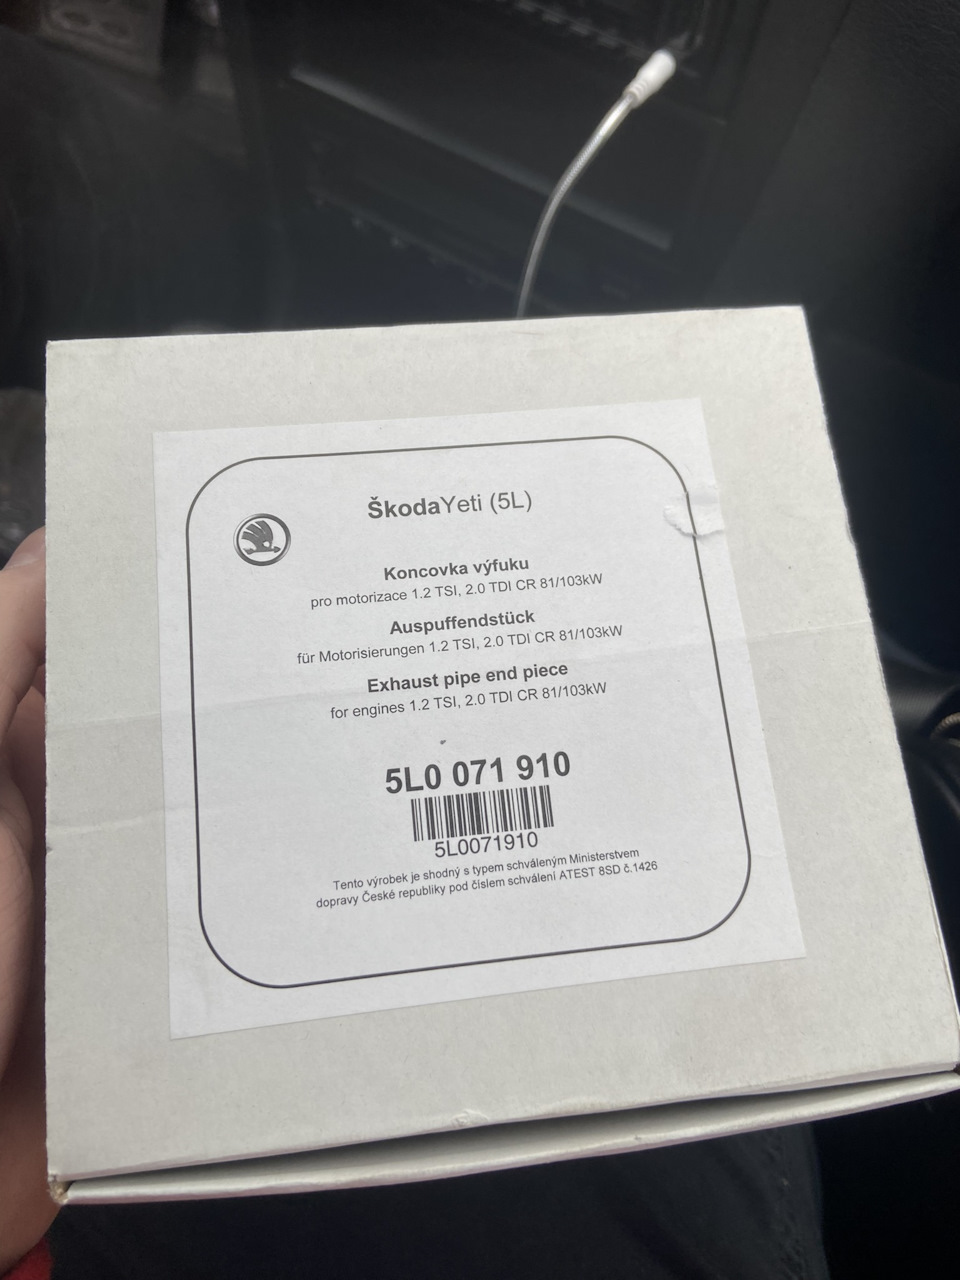 ŠkodaYeti (5L)
Koncovka výfuku
pro motorizace 1.2 TSI, 2.0 TDI CR 81/103kW
Auspuffendstück
für Motorisierungen 1.2 TSI, 2.0 TDI CR 81/103kW
Exhaust pipe end piece
for engines 1.2 TSI, 2.0 TDI CR 81/103kW
5L0 071 910
5L0071910
Tento výrobek je shodný s typem schváleným Ministerstvem
dopravy České republiky pod číslem schválení ATEST 8SD č.1426